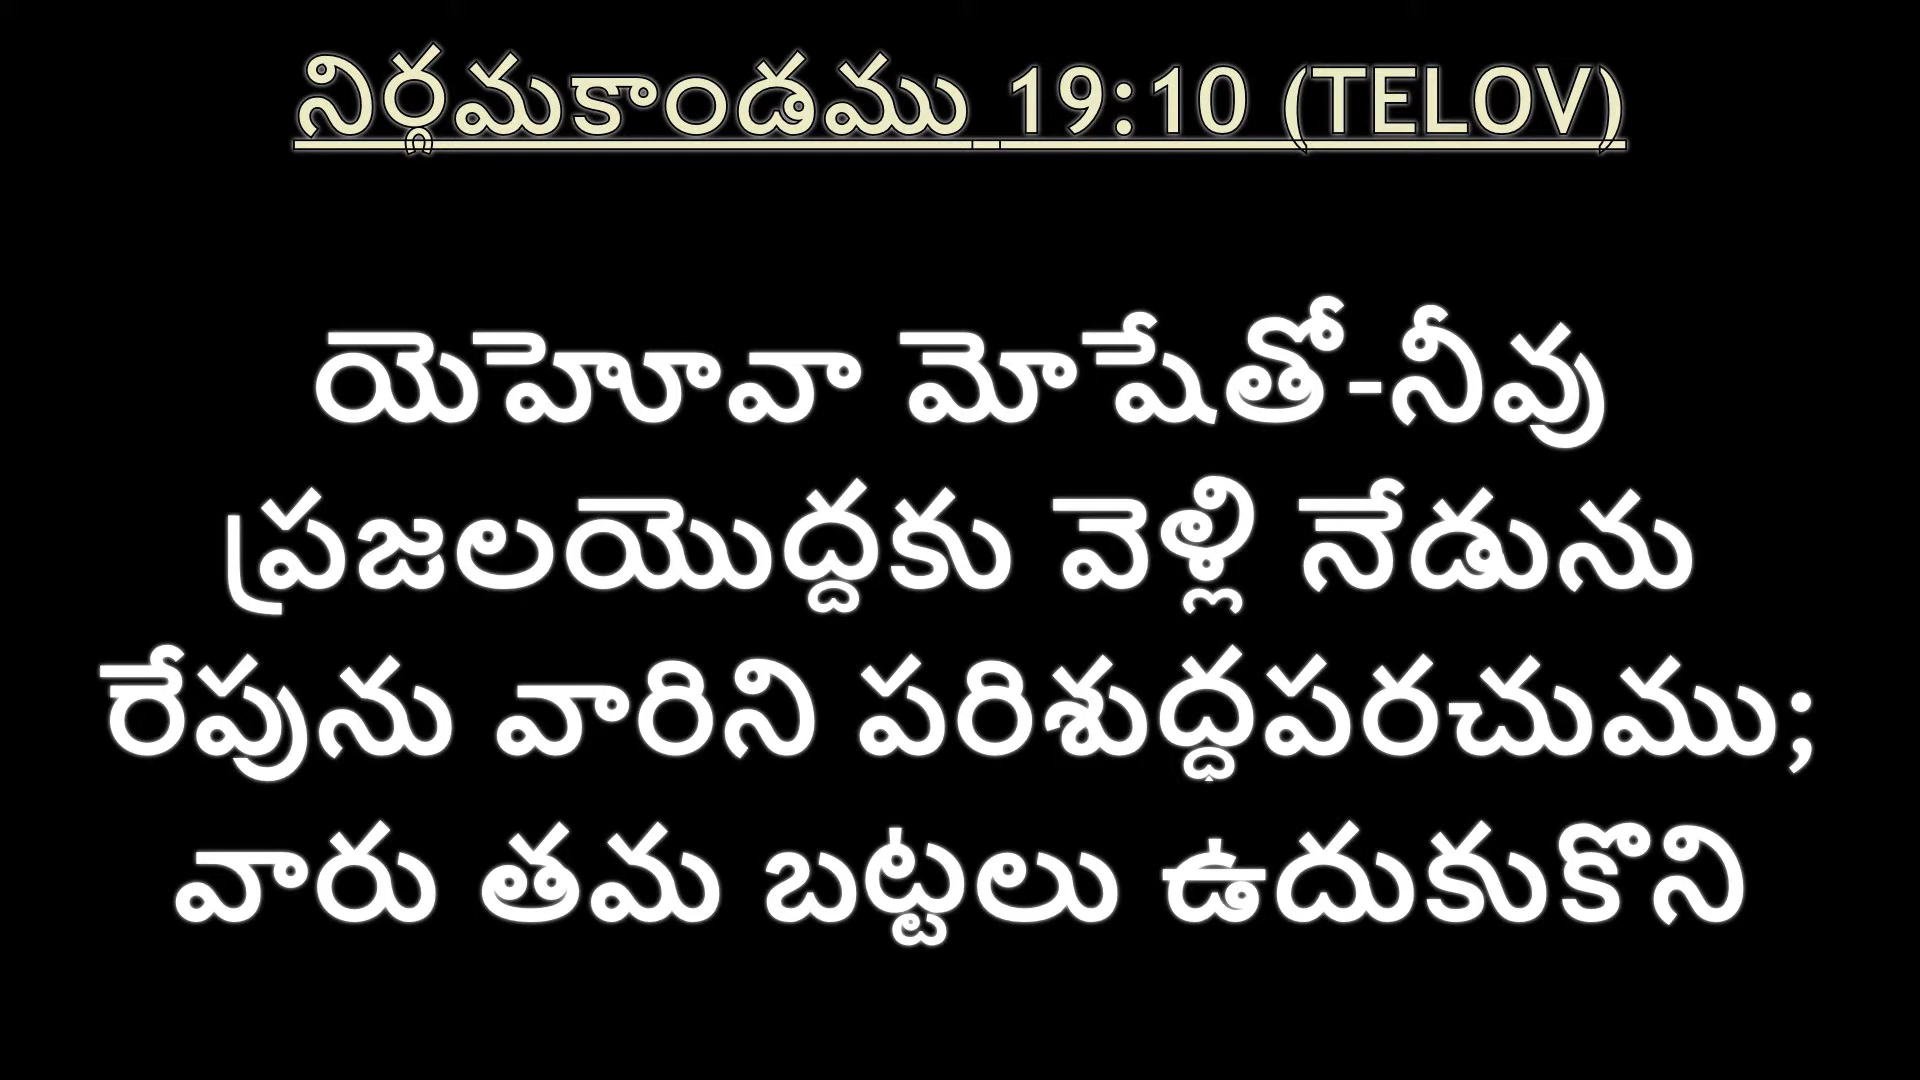 నిర్గమకాండము 19:10 (TELOV)
యెహెూవా మోషేతో-నీవు
ప్రజలయొద్దకు వెళ్లి నేడును
రేపును వారిని పరిశుద్ధపరచుము;
వారు తమ బట్టలు ఉదుకుకొని